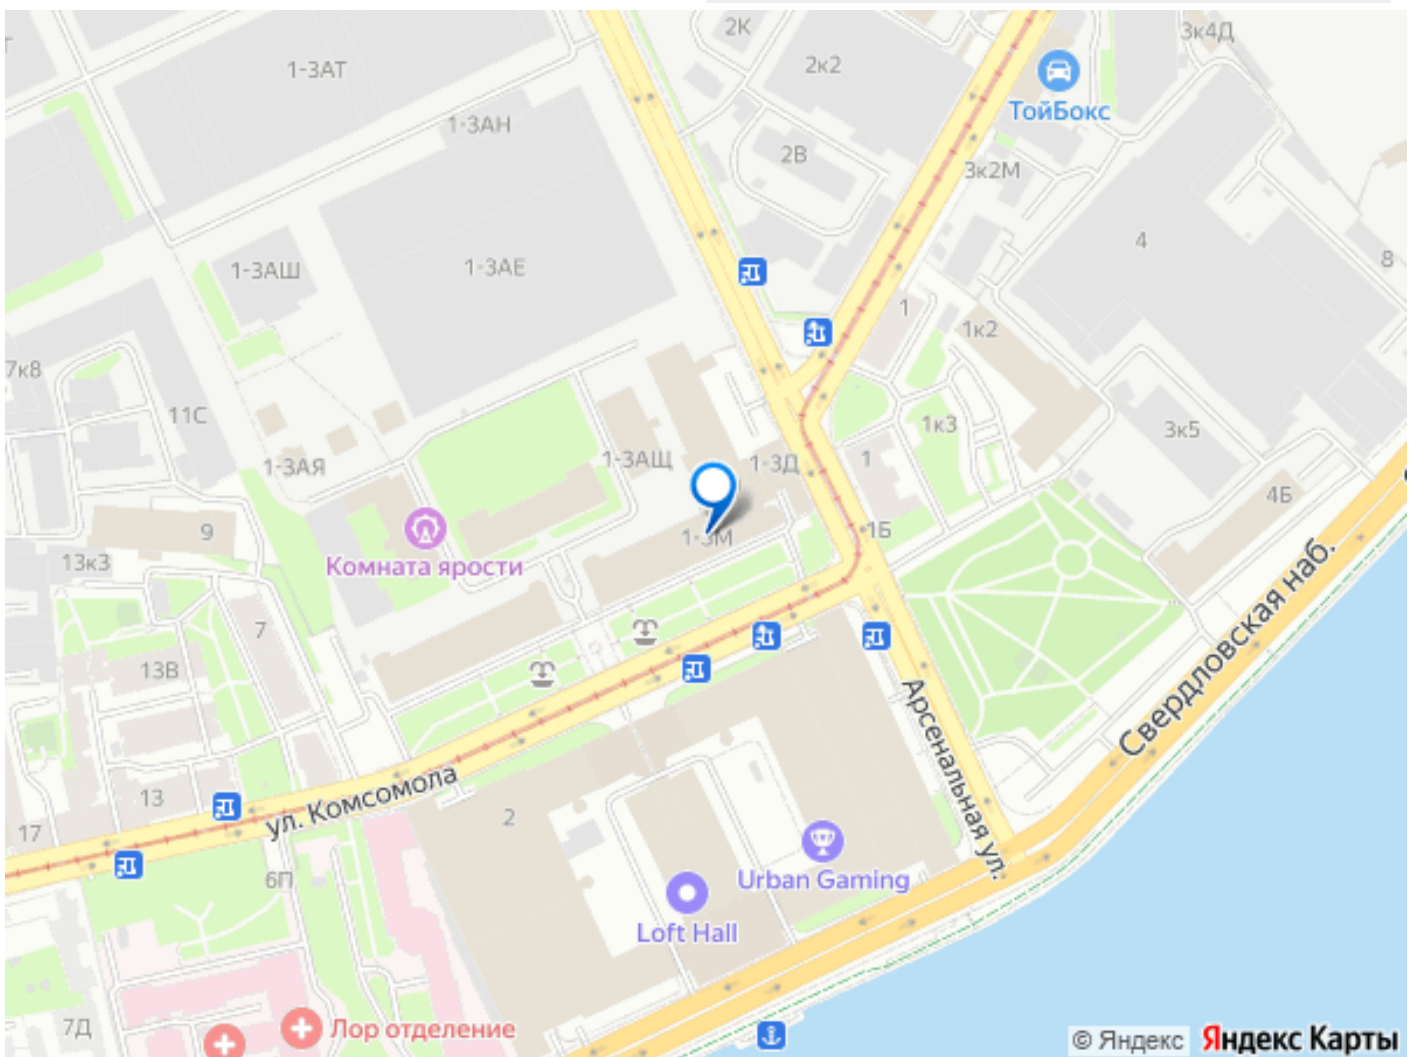 2К
3к4Д
1-3АТ
2к2
ТойБокс
1-3АН
2В
3к2М
4
8
1-3АШ
1-3АЕ
1
1к2
7к8
11С
1к3
3к5
1-3АЯ
1-3АЩ
1-3Д
1
4Б
9
1-3М
1Б
13к3
Комната ярости
7
13В
Свердловская наб.
Арсенальная ул.
ул. Комсомола
13
17
2
6П
Urban Gaming
Loft Hall
7Д
Лор отделение
© Яндекс
Яндекс Карты